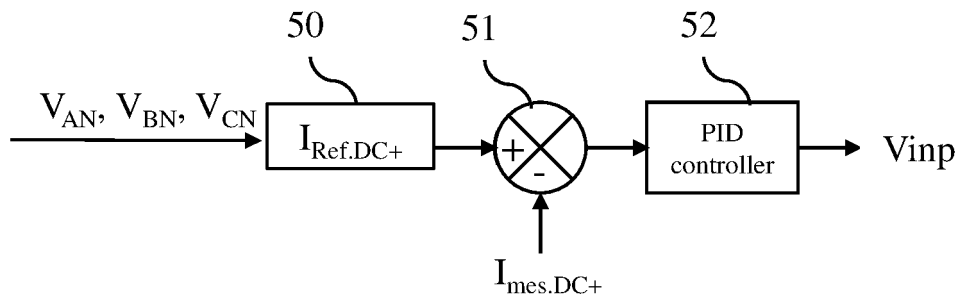 50
51
52
V_AN, V_BN, V_CN
I_Ref.DC+
+
-
PID
controller
Vinp
I_mes.DC+